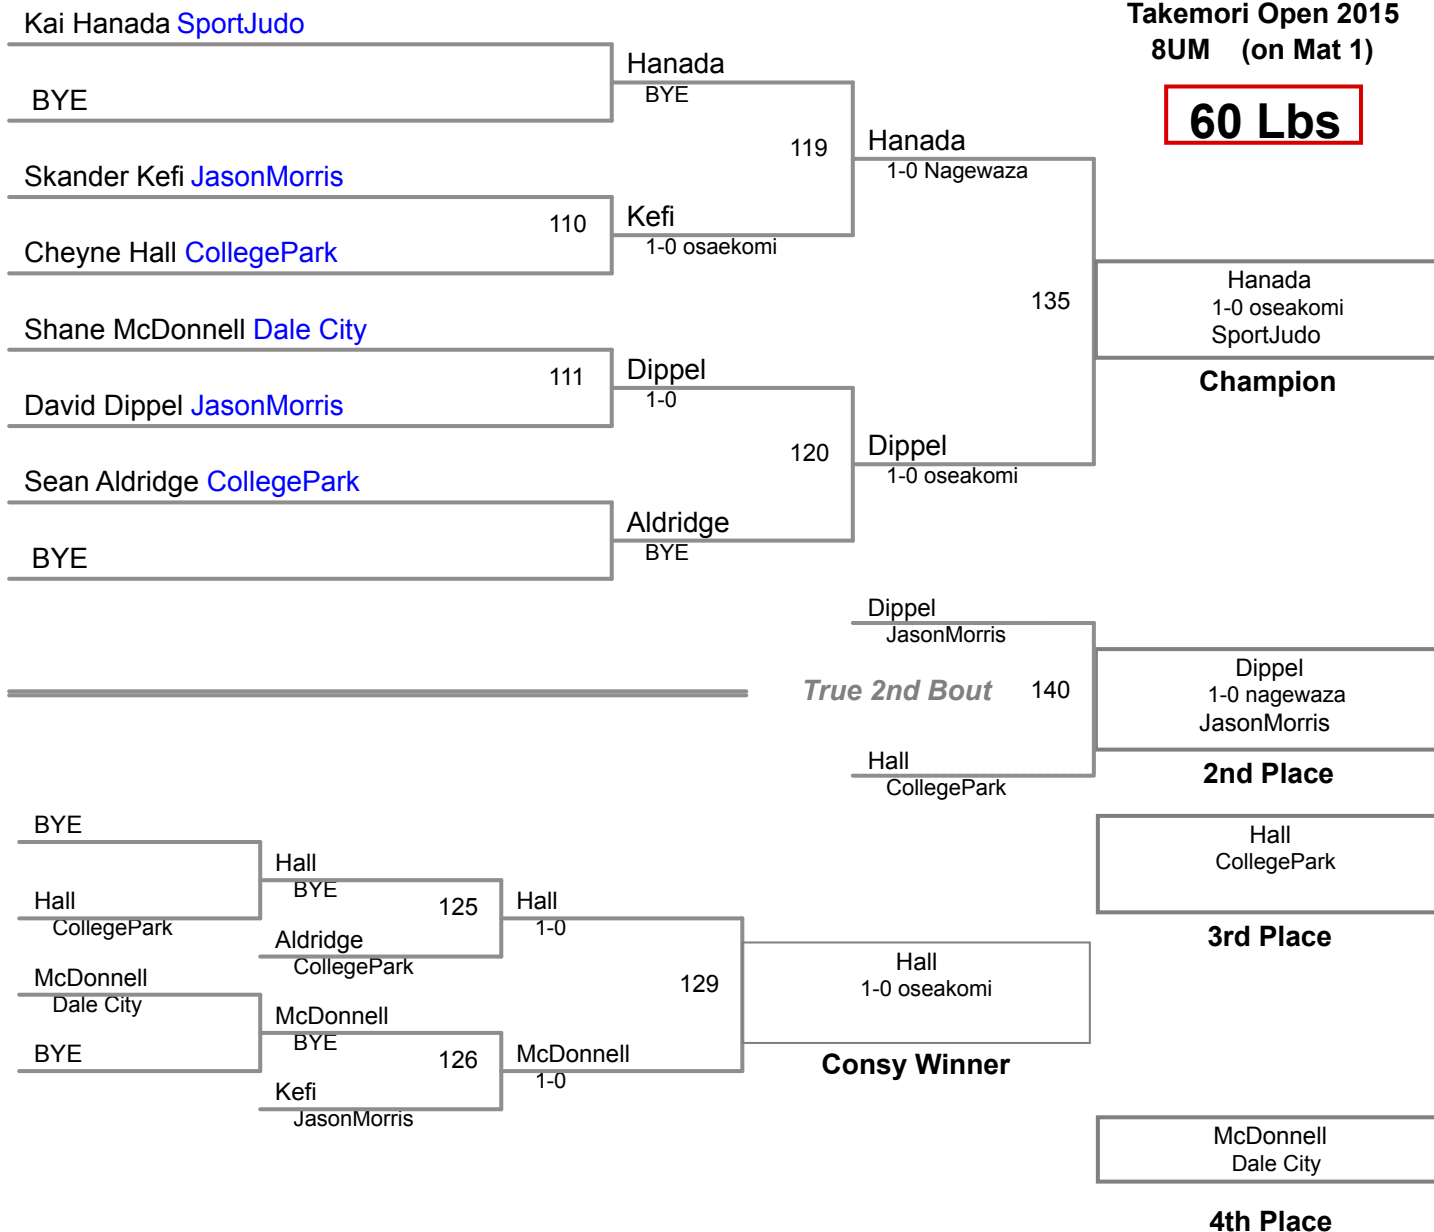 Takemori Open 2015
8UM (on Mat 1)
60 Lbs
Kai Hanada SportJudo
BYE
Hanada
BYE
119
Hanada
1-0 Nagewaza
Skander Kefi JasonMorris
110
Kefi
1-0 osaekomi
Cheyne Hall CollegePark
135
Hanada
1-0 oseakomi
SportJudo
Champion
Shane McDonnell Dale City
111
Dippel
1-0
David Dippel JasonMorris
120
Dippel
1-0 oseakomi
Sean Aldridge CollegePark
Aldridge
BYE
BYE
Dippel
JasonMorris
True 2nd Bout 140
Dippel
1-0 nagewaza
JasonMorris
2nd Place
Hall
CollegePark
BYE
Hall
BYE
Hall
CollegePark
125
Hall
1-0
Aldridge
CollegePark
Hall
CollegePark
3rd Place
McDonnell
Dale City
McDonnell
BYE
BYE
126
McDonnell
1-0
Kefi
JasonMorris
129
Hall
1-0 oseakomi
Consy Winner
McDonnell
Dale City
4th Place